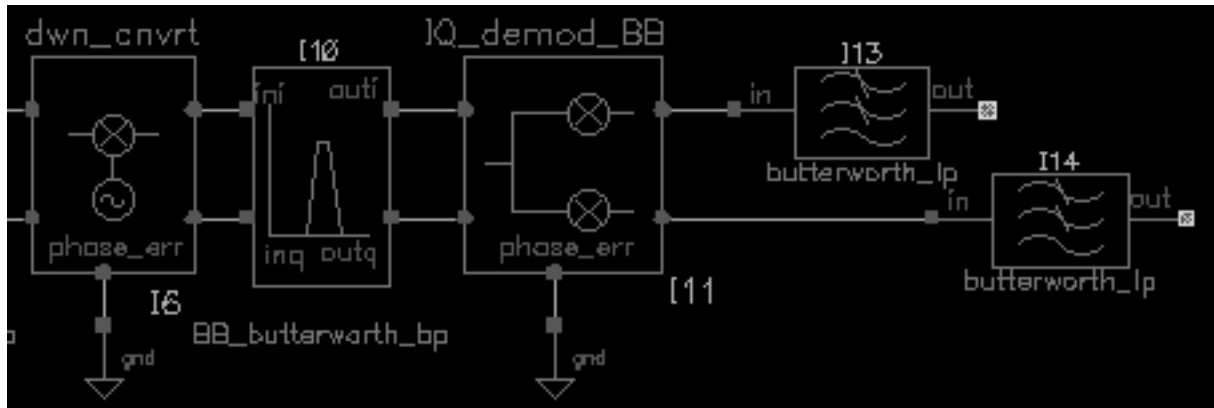 dwn_cnvrt
I10
IQ_demod_BB
I13
ini outi
in out
butterworth_lp
I14
in out
phase_err
inq outq
phase_err
butterworth_lp
I6
I11
BB_butterworth_bp
gnd
gnd